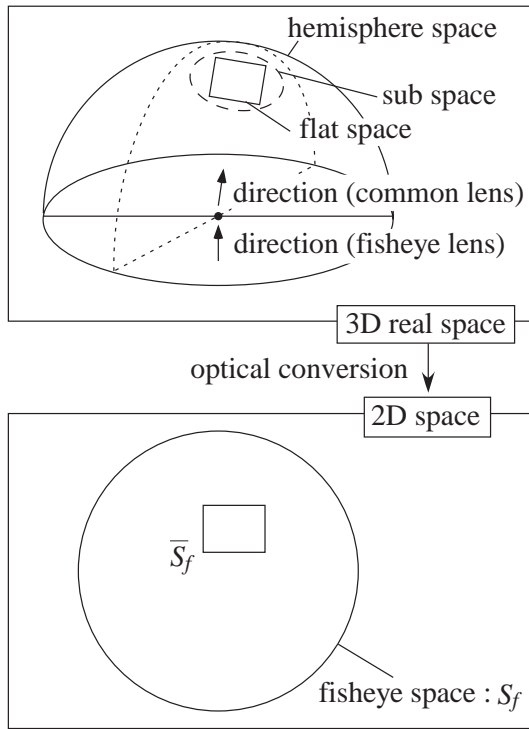 hemisphere space
sub space
flat space
direction (common lens)
direction (fisheye lens)
3D real space
optical conversion
2D space
S̅f
fisheye space : Sf